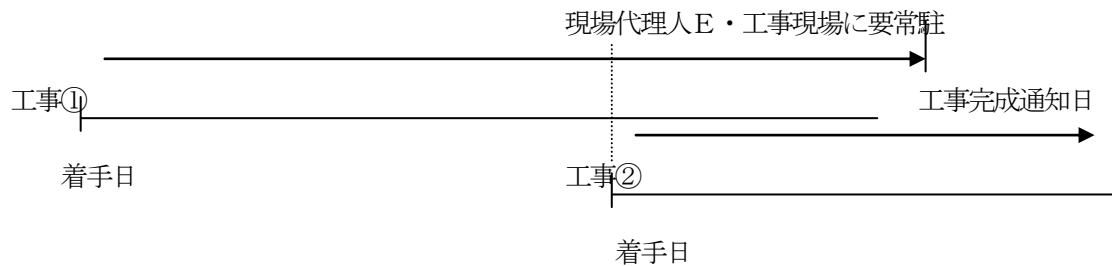 現場代理人E・工事現場に要常駐
工事①
工事完成通知日
着手日
工事②
着手日